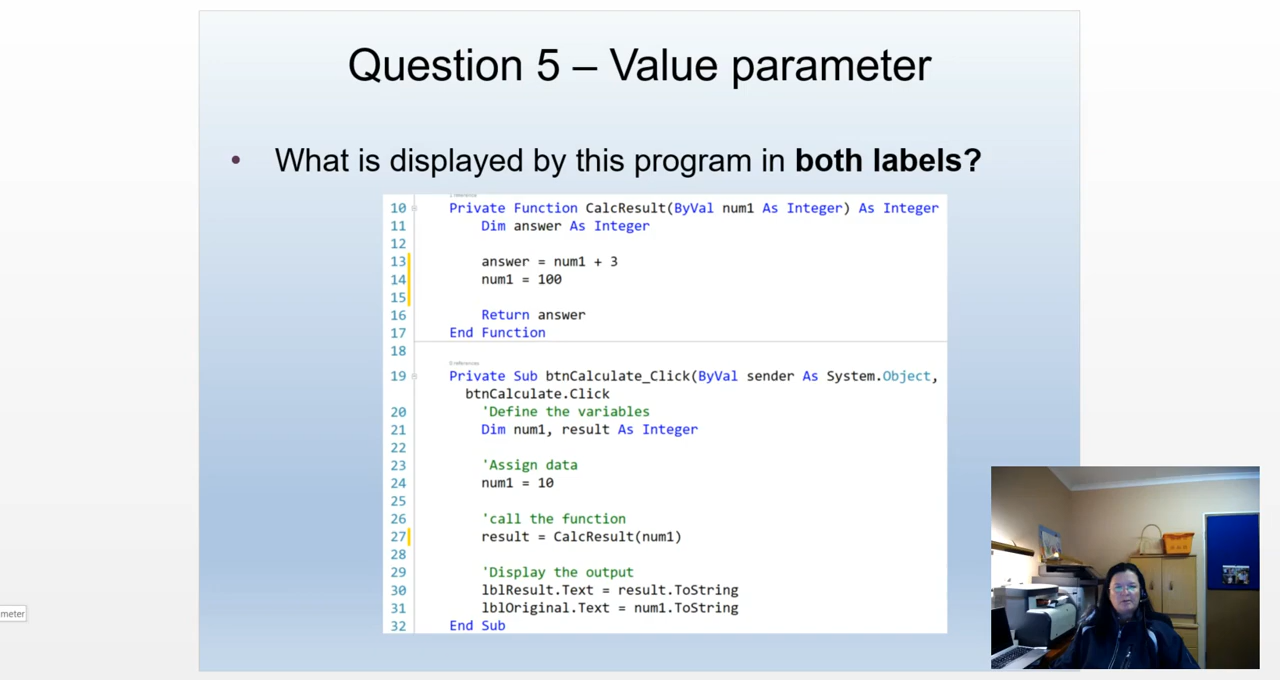 Question 5 – Value parameter
• What is displayed by this program in both labels?
10 Private Function CalcResult(ByVal num1 As Integer) As Integer
11 Dim answer As Integer
12
13 answer = num1 + 3
14 num1 = 100
15
16 Return answer
17 End Function
18
0 references
19 Private Sub btnCalculate_Click(ByVal sender As System.Object,
btnCalculate.Click
20 'Define the variables
21 Dim num1, result As Integer
22
23 'Assign data
24 num1 = 10
25
26 'call the function
27 result = CalcResult(num1)
28
29 'Display the output
30 lblResult.Text = result.ToString
31 lblOriginal.Text = num1.ToString
32 End Sub
meter